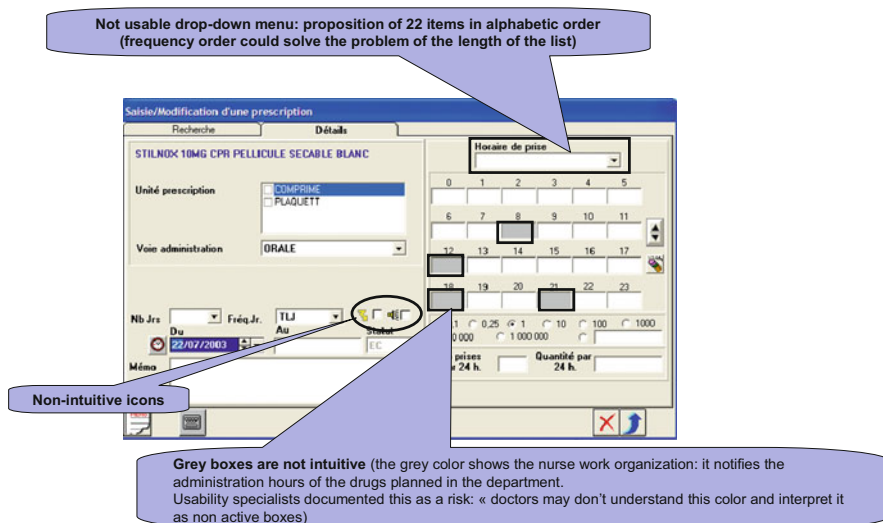 Not usable drop-down menu: proposition of 22 items in alphabetic order
(frequency order could solve the problem of the length of the list)
Saisie/Modification d'une prescription
Recherche
Détails
STILNOX 10MG CPR PELLICULE SECABLE BLANC
Horaire de prise
Unité prescription
COMPRIME
PLAQUETT
0 1 2 3 4 5
6 7 8 9 10 11
Voie administration
ORALE
12 13 14 15 16 17
18 19 20 21 22 23
Nb Jrs
Fréq.Jr.
TLJ
Du
Au
Statut
22/07/2003
EC
0,25 1 10 100 1000
1 000 000
Mémo
prises
24 h.
Quantité par
24 h.
Non-intuitive icons
Grey boxes are not intuitive (the grey color shows the nurse work organization: it notifies the
administration hours of the drugs planned in the department.
Usability specialists documented this as a risk: « doctors may don't understand this color and interpret it
as non active boxes)